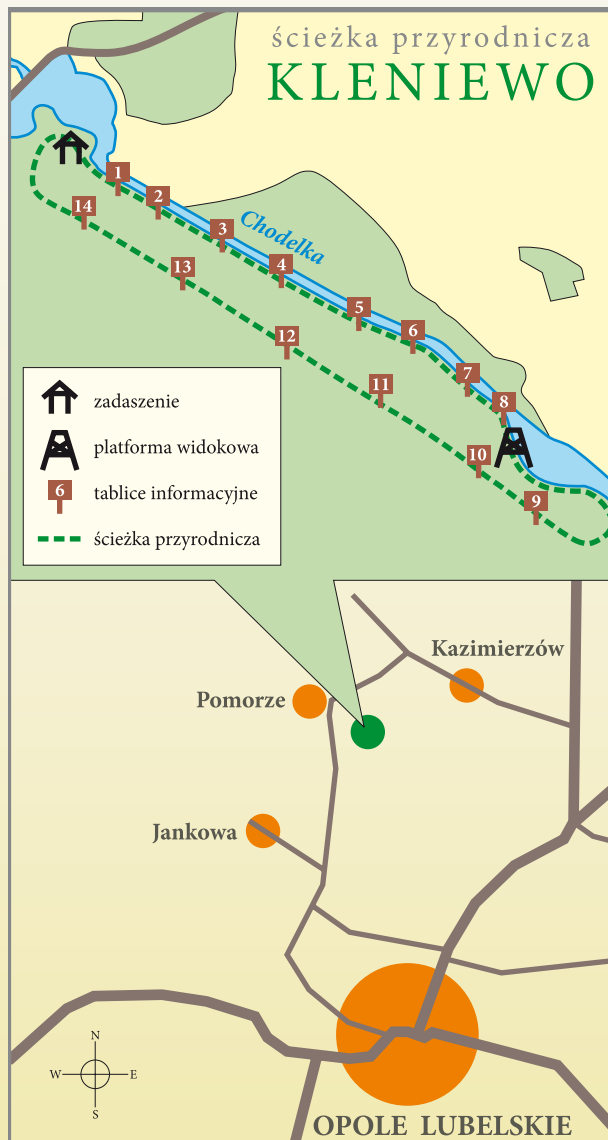 ścieżka przyrodnicza
KLENIEWO
1
2
3
Chodelka
4
5
6
7
8
14
13
12
11
10
9
zadaszenie
platforma widokowa
6 tablice informacyjne
ścieżka przyrodnicza
Kazimierzów
Pomorze
Jankowa
N
W E
S
OPOLE LUBELSKIE